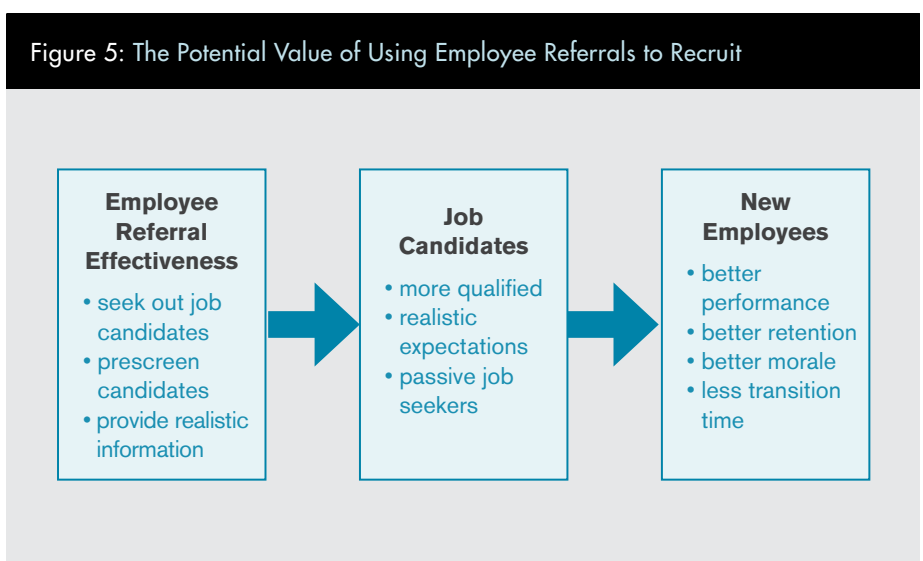 Figure 5: The Potential Value of Using Employee Referrals to Recruit
Employee
Referral
Effectiveness
• seek out job
candidates
• prescreen
candidates
• provide realistic
information
Job
Candidates
• more qualified
• realistic
expectations
• passive job
seekers
New
Employees
• better
performance
• better retention
• better morale
• less transition
time